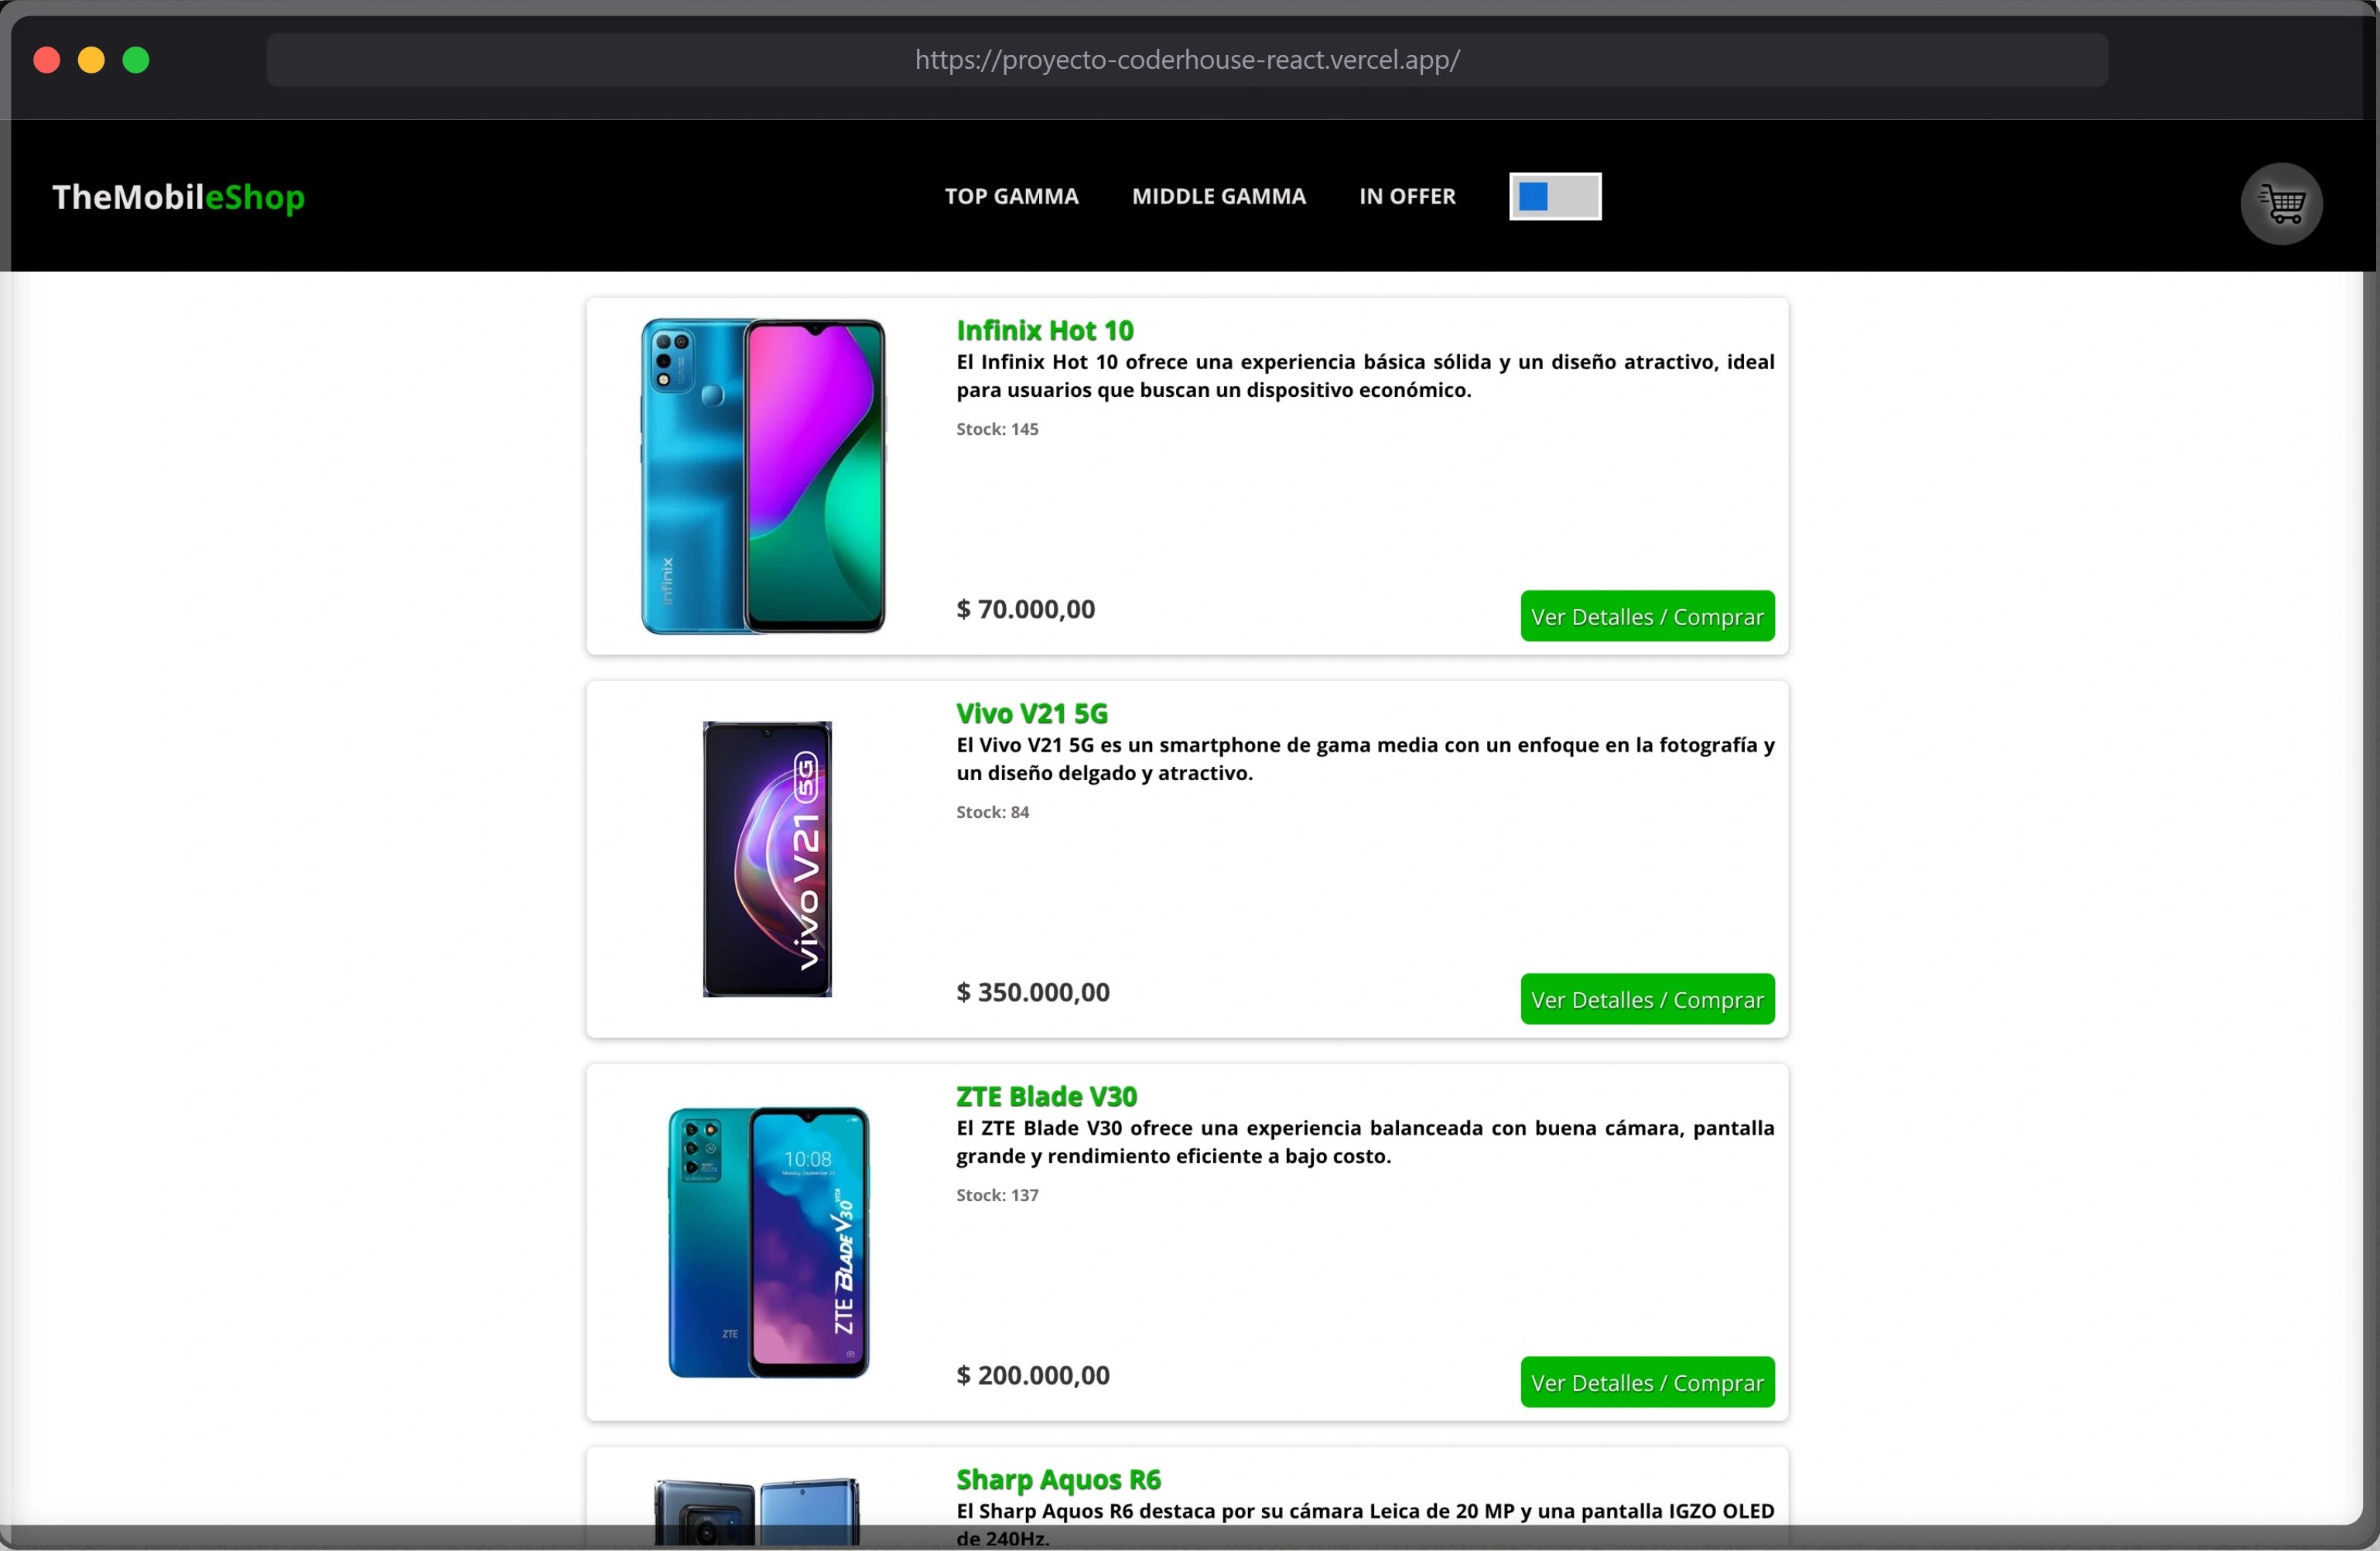 https://proyecto-coderhouse-react.vercel.app/
TheMobileShop
TOP GAMMA
MIDDLE GAMMA
IN OFFER
Infinix Hot 10
El Infinix Hot 10 ofrece una experiencia básica sólida y un diseño atractivo, ideal
para usuarios que buscan un dispositivo económico.
Stock: 145
infinix
$ 70.000,00
Ver Detalles / Comprar
Vivo V21 5G
El Vivo V21 5G es un smartphone de gama media con un enfoque en la fotografía y
un diseño delgado y atractivo.
Stock: 84
vivo V21 5G
$ 350.000,00
Ver Detalles / Comprar
ZTE Blade V30
El ZTE Blade V30 ofrece una experiencia balanceada con buena cámara, pantalla
grande y rendimiento eficiente a bajo costo.
Stock: 137
10:08
ZTE BLADE V30 VITA
ZTE
$ 200.000,00
Ver Detalles / Comprar
Sharp Aquos R6
El Sharp Aquos R6 destaca por su cámara Leica de 20 MP y una pantalla IGZO OLED
de 240Hz.